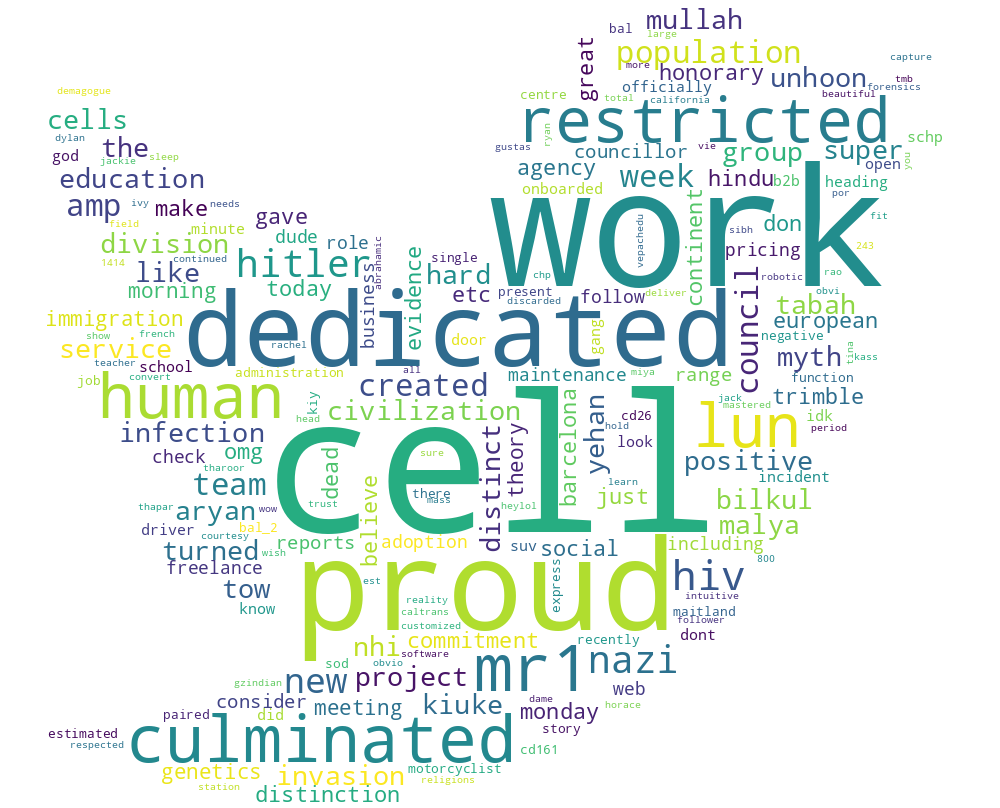 mullah
bal
large
population
great
more
capture
tmb
honorary
unhoon
forensics
demagogue
officially
beautiful
centre
total
california
cells
restricted
dylan
the
god
jackie
sleep
gustas
ryan
vie
schp
councillor
group
super
you
education
agency
week
hindu
open
onboarded
b2b
heading
amp
ivy
make
needs
gave
work
continent
sibh
por
fit
field
minute
vepachedu
don
division
dude
role
abrahamic
1414
continued
hitler
evidence
single
pricing
243
like
business
hard
chp
robotic
rao
morning
today
etc
present
follow
deliver
council
obvi
discarded
tabah
immigration
dedicated
gang
european
show
french
negative
service
rachel
door
tina
myth
kass
teacher
school
all
maintenance
miya
range
function
job
convert
administration
human
created
trimble
kiy
cell
jack
mastered
head
civilization
yehan
cd26
hold
lun
idk
period
infection
distinct
theory
barcelona
look
omg
sure
check
dead
believe
positive
tharoor
there
learn
incident
team
mass
just
bilkul
thapar
trust
heylol
aryan
wow
malya
driver
bal_2
courtesy
reports
adoption
suv
social
including
turned
wish
800
freelance
proud
express
tow
est
hiv
intuitive
know
reality
maitland
caltrans
follower
customized
dont
nhi
commitment
recently
sod
obvio
software
mr1
nazi
gzindian
new
project
web
consider
dame
horace
paired
did
meeting
kiuke
monday
estimated
story
respected
culminated
cd161
genetics
invasion
motorcyclist
religions
station
distinction